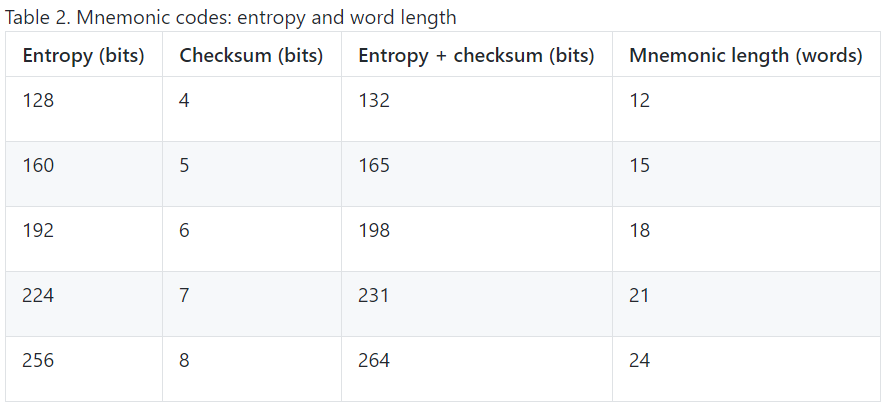 Table 2. Mnemonic codes: entropy and word length
Entropy (bits) Checksum (bits) Entropy + checksum (bits) Mnemonic length (words)
128 4 132 12
160 5 165 15
192 6 198 18
224 7 231 21
256 8 264 24